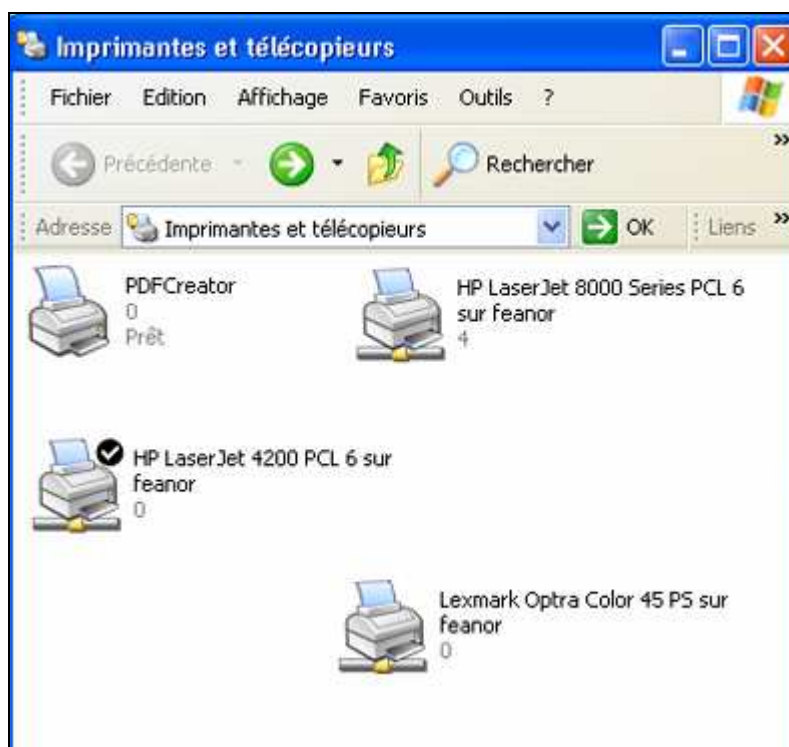 Imprimantes et télécopieurs
Fichier Edition Affichage Favoris Outils ?
Précédente Rechercher »
Adresse Imprimantes et télécopieurs OK Liens »
PDFCreator
0
Prêt
HP LaserJet 8000 Series PCL 6
sur feanor
4
HP LaserJet 4200 PCL 6 sur
feanor
0
Lexmark Optra Color 45 PS sur
feanor
0